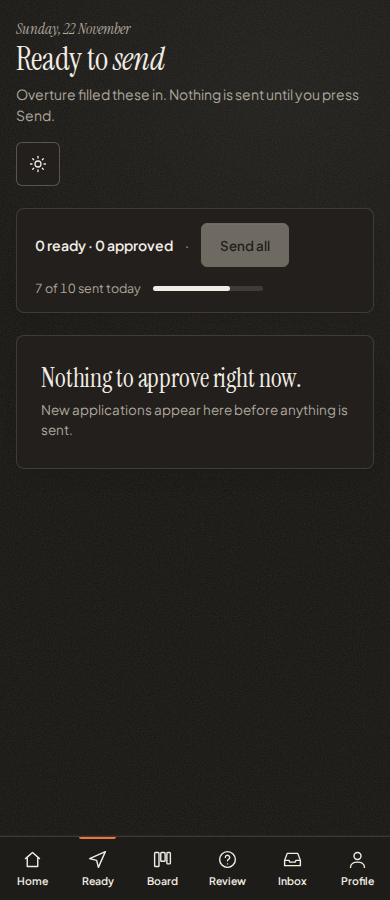 Sunday, 22 November
Ready to send
Overture filled these in. Nothing is sent until you press
Send.
0 ready · 0 approved · Send all
7 of 10 sent today
Nothing to approve right now.
New applications appear here before anything is
sent.
Home Ready Board Review Inbox Profile